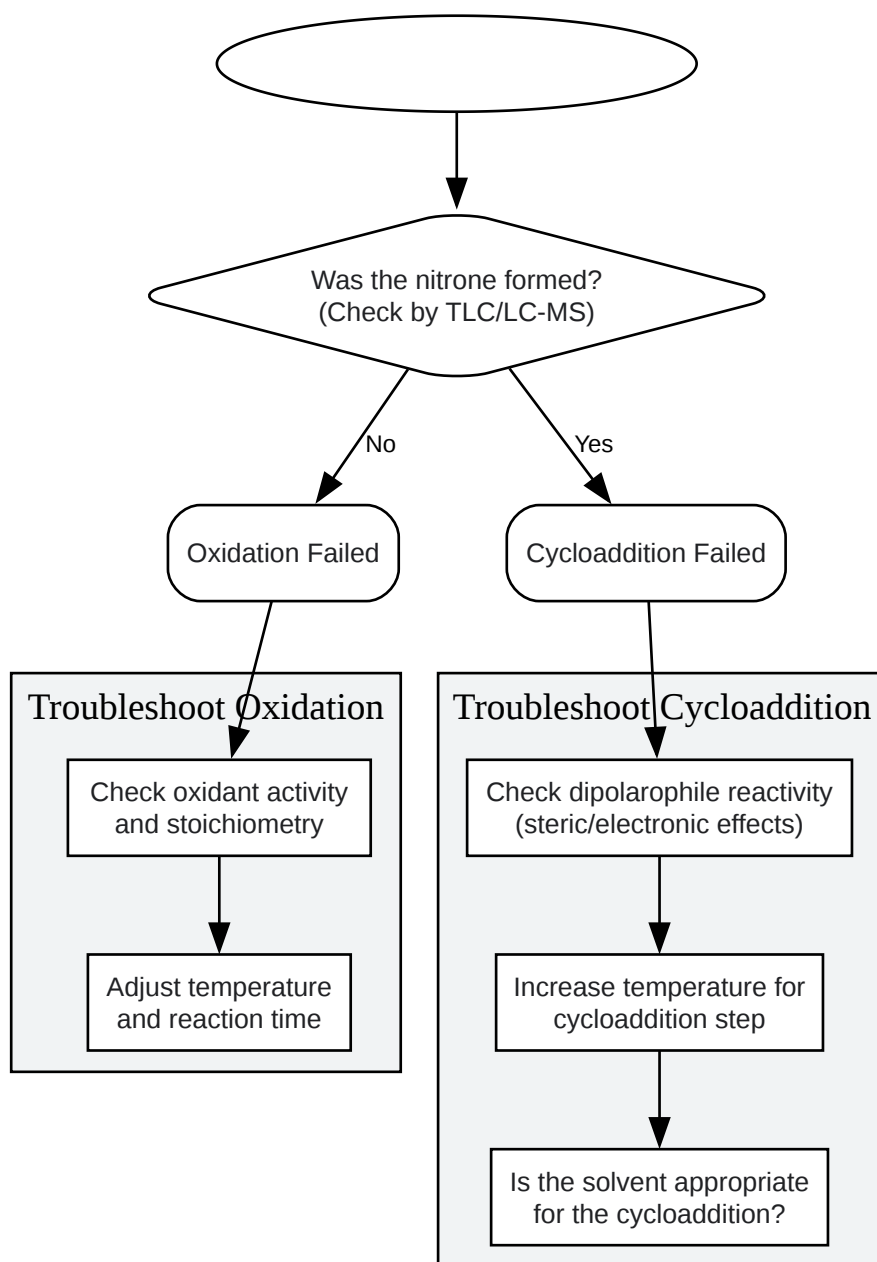 Was the nitrone formed?
(Check by TLC/LC-MS)
No
Yes
Oxidation Failed
Cycloaddition Failed
Troubleshoot Oxidation
Troubleshoot Cycloaddition
Check oxidant activity
and stoichiometry
Check dipolarophile reactivity
(steric/electronic effects)
Adjust temperature
and reaction time
Increase temperature for
cycloaddition step
Is the solvent appropriate
for the cycloaddition?